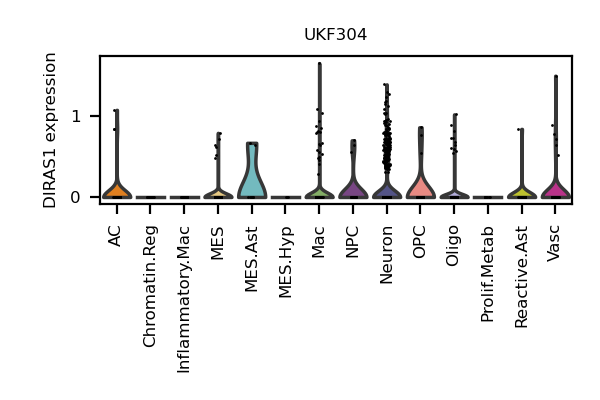 UKF304
DIRAS1 expression
1
0
AC
Chromatin.Reg
Inflammatory.Mac
MES
MES.Ast
MES.Hyp
Mac
NPC
Neuron
OPC
Oligo
Prolif.Metab
Reactive.Ast
Vasc